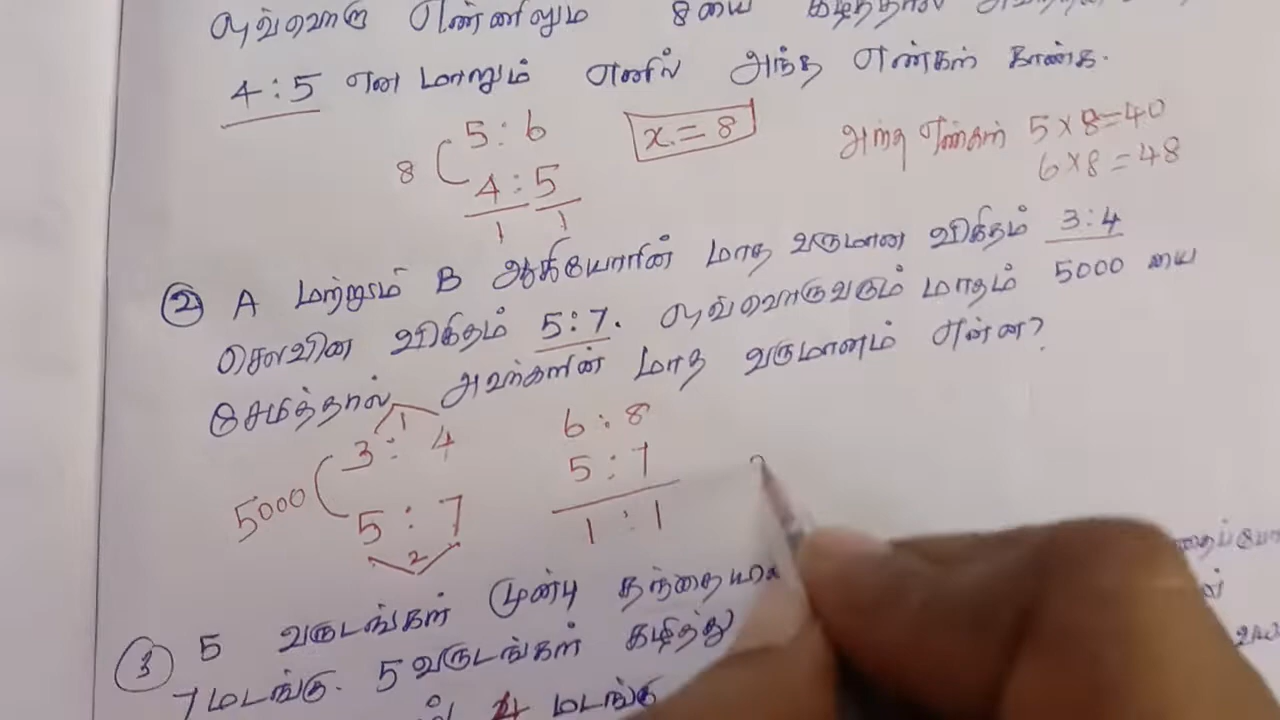 ஒவ்வொரு எண்ணிலும் 8யை கழித்தால்
4:5 என மாறும் எனில் அந்த எண்கள் காண்க.
8 5:6
4:5
1 1
x = 8
அந்த எண்கள் 5×8=40
6×8=48
② A மற்றும் B ஆகியோரின் மாத வருமான விகிதம் 3:4
செலவின விகிதம் 5:7. ஒவ்வொருவரும் மாதம் 5000 யை
சேமித்தால் அவர்களின் மாத வருமானம் என்ன?
1
5000 3:4
5:7
2
6:8
5:7
1:1
③ 5 வருடங்கள் முன்பு
7 மடங்கு. 5 வருடங்கள் கழித்து
4 மடங்கு